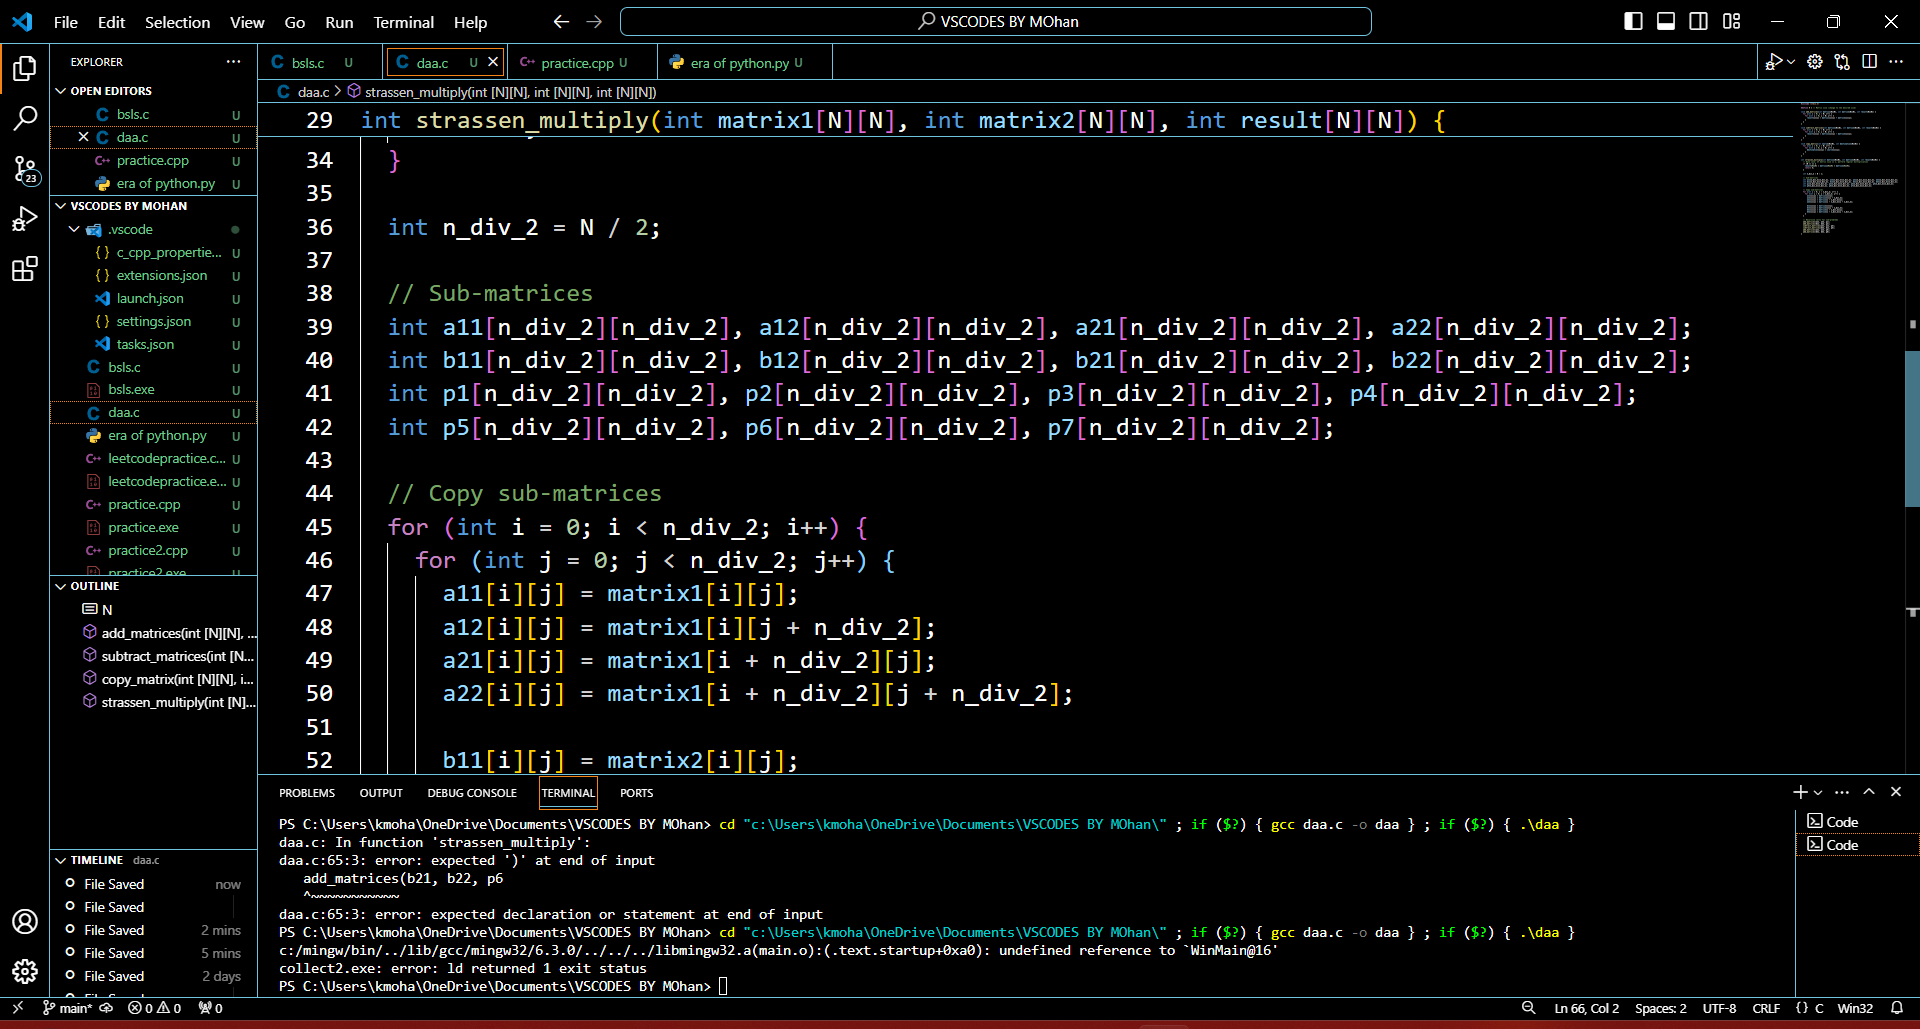 File Edit Selection View Go Run Terminal Help
VSCODES BY MOhan
EXPLORER
OPEN EDITORS
bsls.c U
daa.c U
practice.cpp U
era of python.py U
VSCODES BY MOHAN
.vscode
c_cpp_propertie... U
extensions.json U
launch.json U
settings.json U
tasks.json U
bsls.c U
bsls.exe U
daa.c U
era of python.py U
leetcodepractice.c... U
leetcodepractice.e... U
practice.cpp U
practice.exe U
practice2.cpp U
practice2.exe U
OUTLINE
N
add_matrices(int [N][N], ...
subtract_matrices(int [N...
copy_matrix(int [N][N], i...
strassen_multiply(int [N]...
TIMELINE daa.c
File Saved now
File Saved
File Saved 2 mins
File Saved 5 mins
File Saved 2 days
23
bsls.c U daa.c U practice.cpp U era of python.py U
daa.c > strassen_multiply(int [N][N], int [N][N], int [N][N])
29 int strassen_multiply(int matrix1[N][N], int matrix2[N][N], int result[N][N]) {
34 }
35
36 int n_div_2 = N / 2;
37
38 // Sub-matrices
39 int a11[n_div_2][n_div_2], a12[n_div_2][n_div_2], a21[n_div_2][n_div_2], a22[n_div_2][n_div_2];
40 int b11[n_div_2][n_div_2], b12[n_div_2][n_div_2], b21[n_div_2][n_div_2], b22[n_div_2][n_div_2];
41 int p1[n_div_2][n_div_2], p2[n_div_2][n_div_2], p3[n_div_2][n_div_2], p4[n_div_2][n_div_2];
42 int p5[n_div_2][n_div_2], p6[n_div_2][n_div_2], p7[n_div_2][n_div_2];
43
44 // Copy sub-matrices
45 for (int i = 0; i < n_div_2; i++) {
46 for (int j = 0; j < n_div_2; j++) {
47 a11[i][j] = matrix1[i][j];
48 a12[i][j] = matrix1[i][j + n_div_2];
49 a21[i][j] = matrix1[i + n_div_2][j];
50 a22[i][j] = matrix1[i + n_div_2][j + n_div_2];
51
52 b11[i][j] = matrix2[i][j];
PROBLEMS OUTPUT DEBUG CONSOLE TERMINAL PORTS
PS C:\Users\kmoha\OneDrive\Documents\VSCODES BY MOhan> cd "c:\Users\kmoha\OneDrive\Documents\VSCODES BY MOhan\" ; if ($?) { gcc daa.c -o daa } ; if ($?) { .\daa }
daa.c: In function 'strassen_multiply':
daa.c:65:3: error: expected ')' at end of input
add_matrices(b21, b22, p6
^~~~~~~~~~~~
daa.c:65:3: error: expected declaration or statement at end of input
PS C:\Users\kmoha\OneDrive\Documents\VSCODES BY MOhan> cd "c:\Users\kmoha\OneDrive\Documents\VSCODES BY MOhan\" ; if ($?) { gcc daa.c -o daa } ; if ($?) { .\daa }
c:/mingw/bin/../lib/gcc/mingw32/6.3.0/../../../libmingw32.a(main.o):(.text.startup+0xa0): undefined reference to `WinMain@16'
collect2.exe: error: ld returned 1 exit status
PS C:\Users\kmoha\OneDrive\Documents\VSCODES BY MOhan>
Code
Code
main* 0 0 0 Ln 66, Col 2 Spaces: 2 UTF-8 CRLF {} C Win32